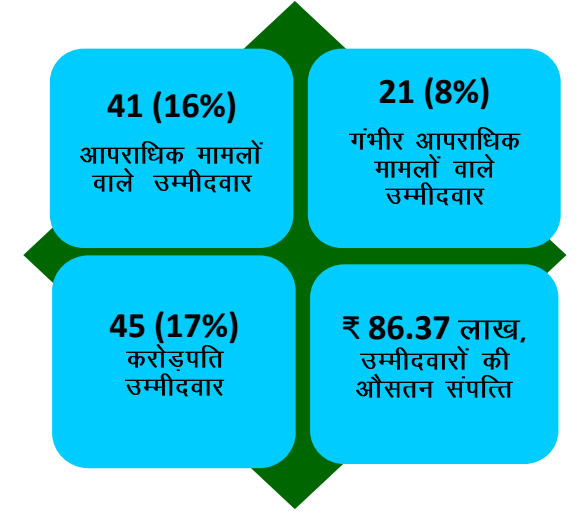 41 (16%)
आपराधिक मामलों
वाले उम्मीदवार
21 (8%)
गंभीर आपराधिक
मामलों वाले
उम्मीदवार
45 (17%)
करोड़पति
उम्मीदवार
₹ 86.37 लाख,
उम्मीदवारों की
औसतन संपत्ति